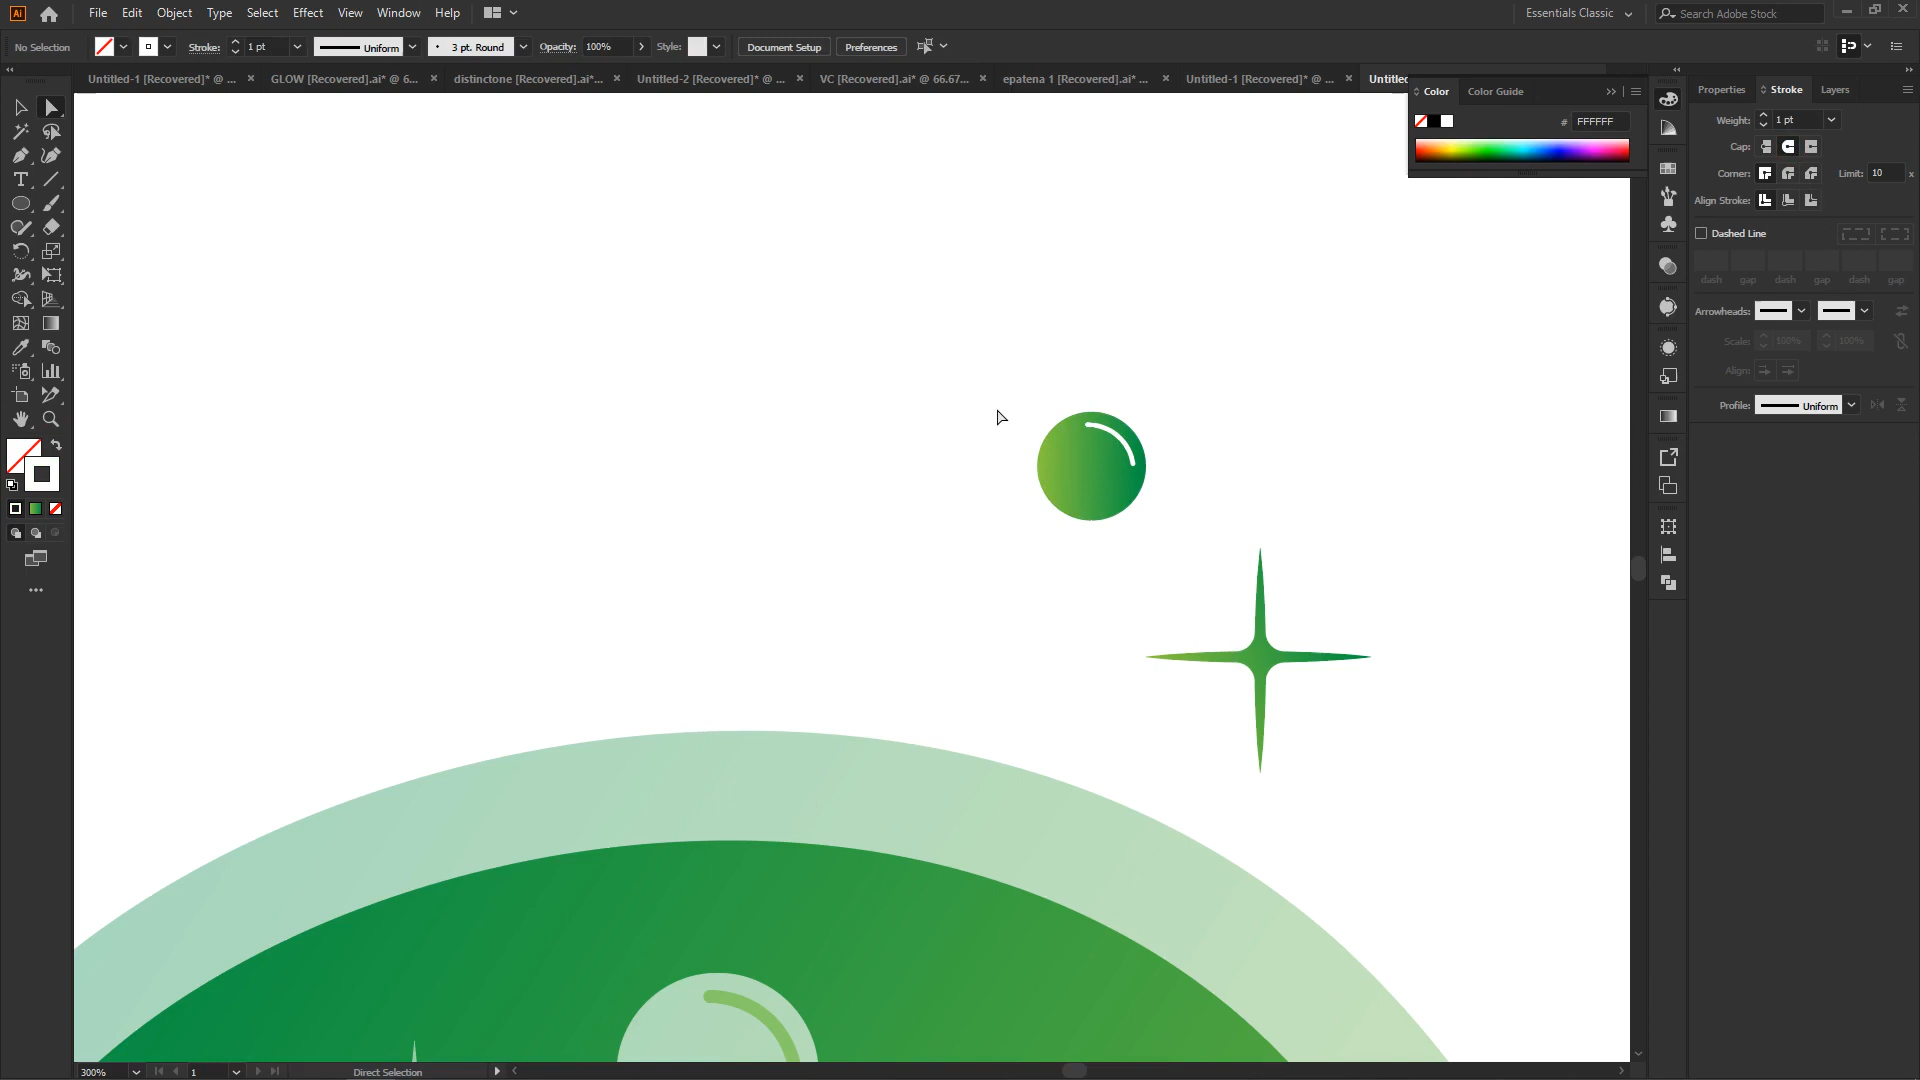 Ai File Edit Object Type Select Effect View Window Help Essentials Classic Search Adobe Stock
No Selection Stroke: 1 pt Uniform 3 pt. Round Opacity: 100% Style: Document Setup Preferences
Untitled-1 [Recovered]* @ ... GLOW [Recovered].ai* @ 6... distinctone [Recovered].ai*... Untitled-2 [Recovered]* @ ... VC [Recovered].ai* @ 66.67... epatena 1 [Recovered].ai* ... Untitled-1 [Recovered]* @ ... Untitled
Color Color Guide
# FFFFFF
Properties Stroke Layers
Weight: 1 pt
Cap:
Corner: Limit: 10 x
Align Stroke:
Dashed Line
dash gap dash gap dash gap
Arrowheads:
Scale: 100% 100%
Align:
Profile: Uniform
T
300% 1 Direct Selection